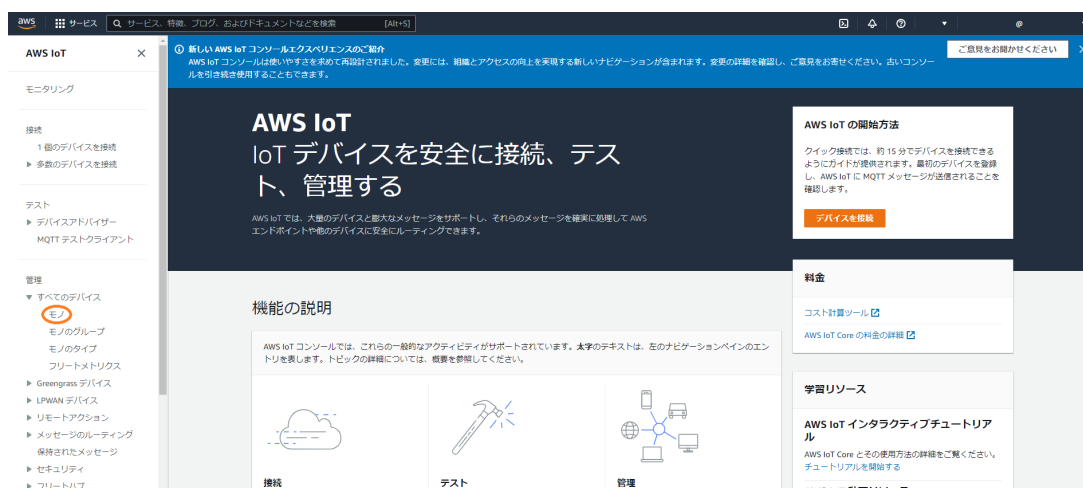 aws
サービス
サービス、特徴、ブログ、およびドキュメントなどを検索
[Alt+S]
@
AWS IoT
×
モニタリング
接続
1 個のデバイスを接続
多数のデバイスを接続
テスト
デバイスアドバイザー
MQTT テストクライアント
管理
すべてのデバイス
モノ
モノのグループ
モノのタイプ
フリートメトリクス
Greengrass デバイス
LPWAN デバイス
リモートアクション
メッセージのルーティング
保持されたメッセージ
セキュリティ
フリートハブ
新しい AWS IoT コンソールエクスペリエンスのご紹介
AWS IoT コンソールは使いやすさを求めて再設計されました。変更には、組織とアクセスの向上を実現する新しいナビゲーションが含まれます。変更の詳細を確認し、ご意見をお寄せください。古いコンソー
ルを引き続き使用することもできます。
ご意見をお聞かせください
AWS IoT
IoT デバイスを安全に接続、テス
ト、管理する
AWS IoT では、大量のデバイスと膨大なメッセージをサポートし、それらのメッセージを確実に処理して AWS
エンドポイントや他のデバイスに安全にルーティングできます。
AWS IoT の開始方法
クイック接続では、約 15 分でデバイスを接続できる
ようにガイドが提供されます。最初のデバイスを登録
し、AWS IoT に MQTT メッセージが送信されることを
確認します。
デバイスを接続
料金
コスト計算ツール
AWS IoT Core の料金の詳細
機能の説明
AWS IoT コンソールでは、これらの一般的なアクティビティがサポートされています。太字のテキストは、左のナビゲーションペインのエン
トリを表します。トピックの詳細については、概要を参照してください。
接続
テスト
管理
学習リソース
AWS IoT インタラクティブチュートリア
ル
AWS IoT Core とその使用方法の詳細をご覧ください。
チュートリアルを開始する